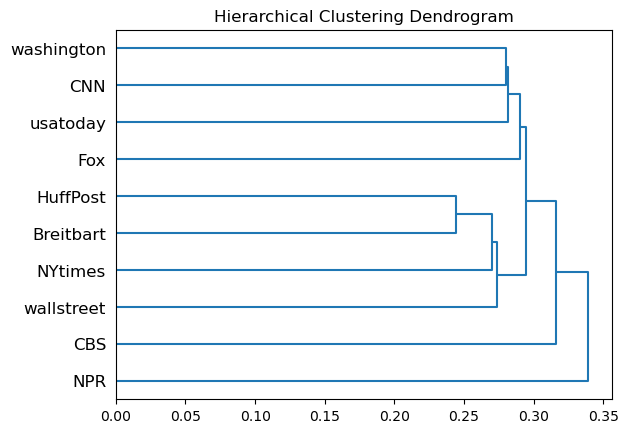 Hierarchical Clustering Dendrogram
washington
CNN
usatoday
Fox
HuffPost
Breitbart
NYtimes
wallstreet
CBS
NPR
0.00 0.05 0.10 0.15 0.20 0.25 0.30 0.35